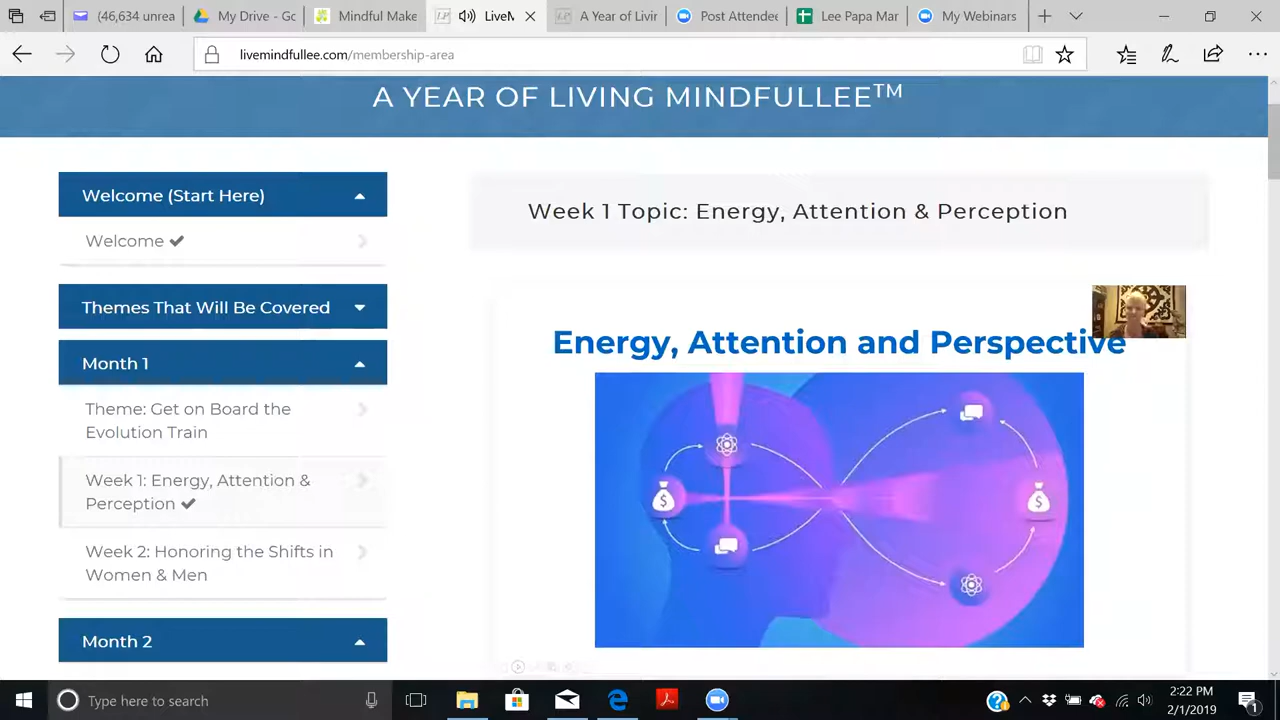 (46,634 unrea
My Drive - Go
Mindful Make
LiveM
A Year of Livin
Post Attendee
Lee Papa Mar
My Webinars
livemindfullee.com/membership-area
A YEAR OF LIVING MINDFULLEE™
Welcome (Start Here)
Welcome
Themes That Will Be Covered
Month 1
Theme: Get on Board the
Evolution Train
Week 1: Energy, Attention &
Perception
Week 2: Honoring the Shifts in
Women & Men
Month 2
Week 1 Topic: Energy, Attention & Perception
Energy, Attention and Perspective
$
$
Type here to search
2:22 PM
2/1/2019
1